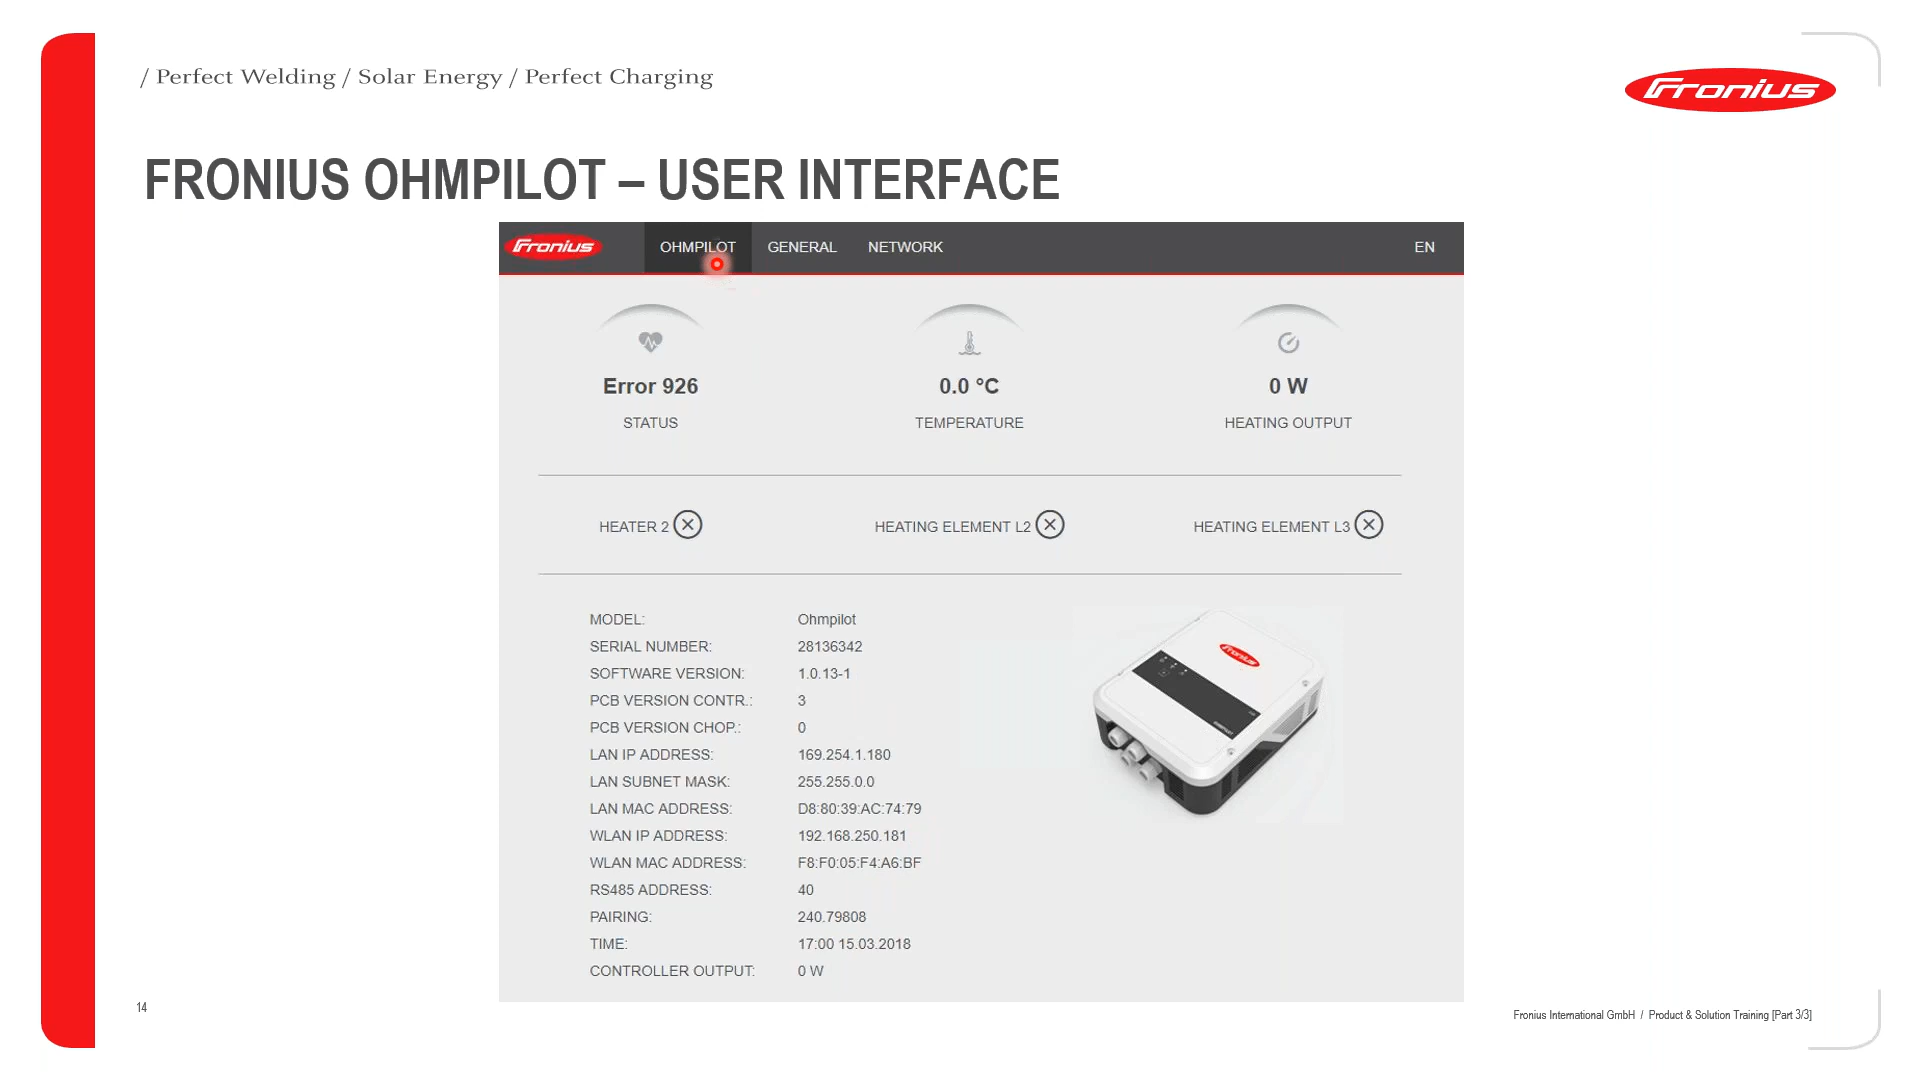 / Perfect Welding / Solar Energy / Perfect Charging
Fronius
FRONIUS OHMPILOT – USER INTERFACE
Fronius OHMPILOT GENERAL NETWORK EN
Error 926 0.0 °C 0 W
STATUS TEMPERATURE HEATING OUTPUT
HEATER 2 HEATING ELEMENT L2 HEATING ELEMENT L3
MODEL: Ohmpilot
SERIAL NUMBER: 28136342
SOFTWARE VERSION: 1.0.13-1
PCB VERSION CONTR.: 3
PCB VERSION CHOP.: 0
LAN IP ADDRESS: 169.254.1.180
LAN SUBNET MASK: 255.255.0.0
LAN MAC ADDRESS: D8:80:39:AC:74:79
WLAN IP ADDRESS: 192.168.250.181
WLAN MAC ADDRESS: F8:F0:05:F4:A6:BF
RS485 ADDRESS: 40
PAIRING: 240.79808
TIME: 17:00 15.03.2018
CONTROLLER OUTPUT: 0 W
Fronius
14
Fronius International GmbH / Product & Solution Training [Part 3/3]